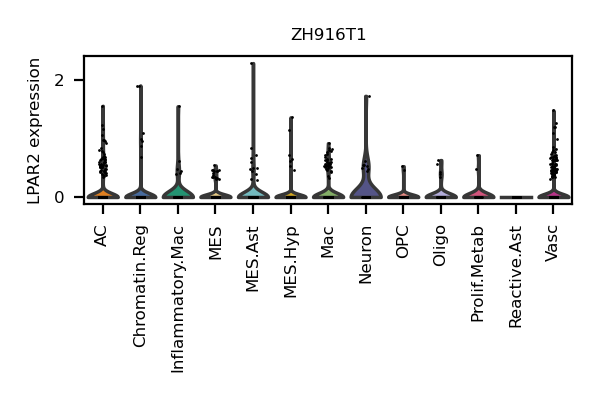 ZH916T1
LPAR2 expression
2
0
AC
Chromatin.Reg
Inflammatory.Mac
MES
MES.Ast
MES.Hyp
Mac
Neuron
OPC
Oligo
Prolif.Metab
Reactive.Ast
Vasc